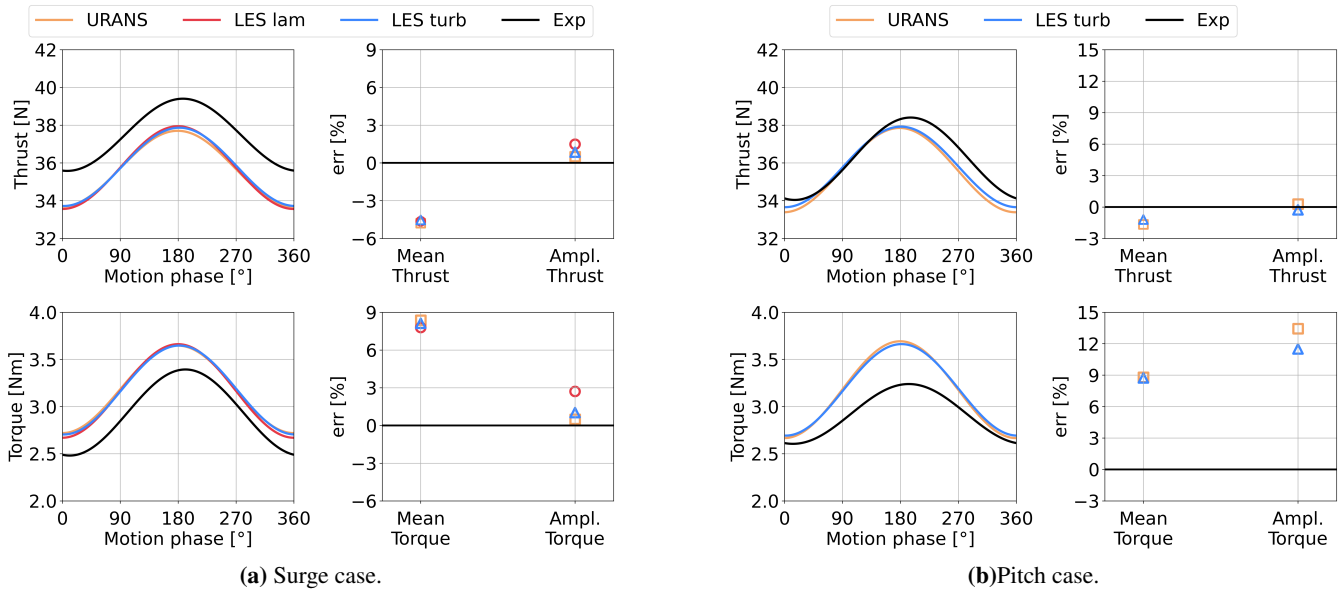 URANS LES lam LES turb Exp
42
40
38
36
34
32
Thrust [N]
0 90 180 270 360
Motion phase [°]
9
6
3
0
−3
−6
err [%]
Mean Thrust
Ampl. Thrust
4.0
3.5
3.0
2.5
2.0
Torque [Nm]
0 90 180 270 360
Motion phase [°]
9
6
3
0
−3
−6
err [%]
Mean Torque
Ampl. Torque
(a) Surge case.
URANS LES turb Exp
42
40
38
36
34
32
Thrust [N]
0 90 180 270 360
Motion phase [°]
15
12
9
6
3
0
−3
err [%]
Mean Thrust
Ampl. Thrust
4.0
3.5
3.0
2.5
2.0
Torque [Nm]
0 90 180 270 360
Motion phase [°]
15
12
9
6
3
0
−3
err [%]
Mean Torque
Ampl. Torque
(b)Pitch case.